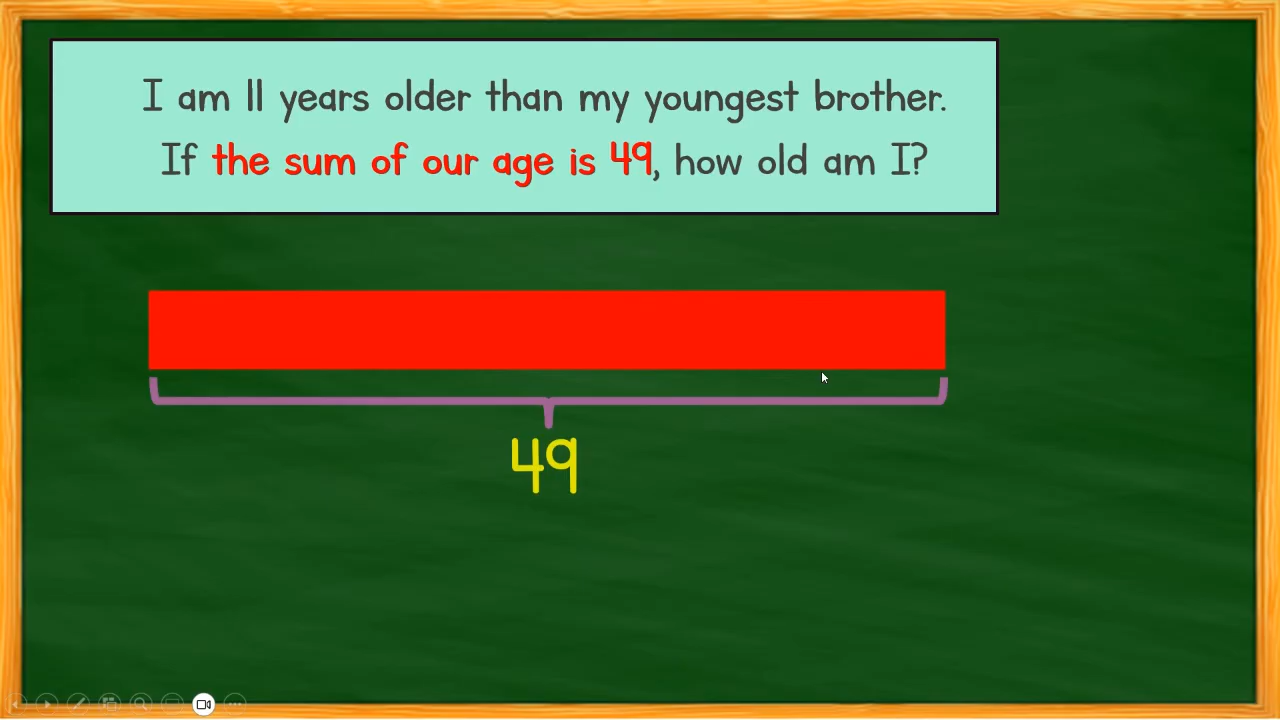 I am 11 years older than my youngest brother.
If the sum of our age is 49, how old am I?
49